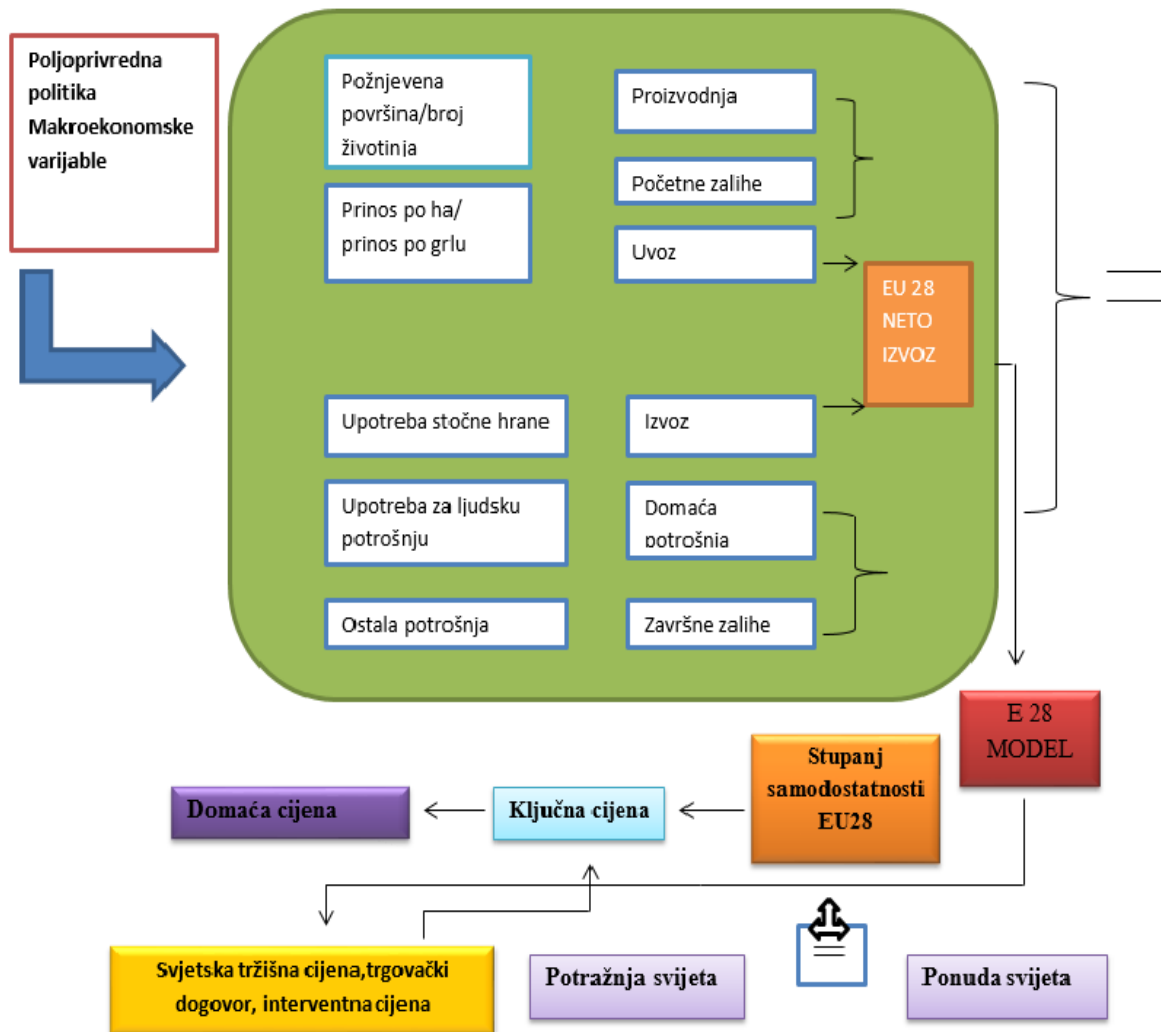 Poljoprivredna
politika
Makroekonomske
varijable
Požnjevena
površina/broj
životinja
Prinos po ha/
prinos po grlu
Proizvodnja
Početne zalihe
Uvoz
EU 28
NETO
IZVOZ
Upotreba stočne hrane
Izvoz
Upotreba za ljudsku
potrošnju
Domaća
potrošnja
Ostala potrošnja
Završne zalihe
E 28
MODEL
Stupanj
samodostatnosti
EU28
Ključna cijena
Domaća cijena
Svjetska tržišna cijena,trgovački
dogovor, interventna cijena
Potražnja svijeta
Ponuda svijeta